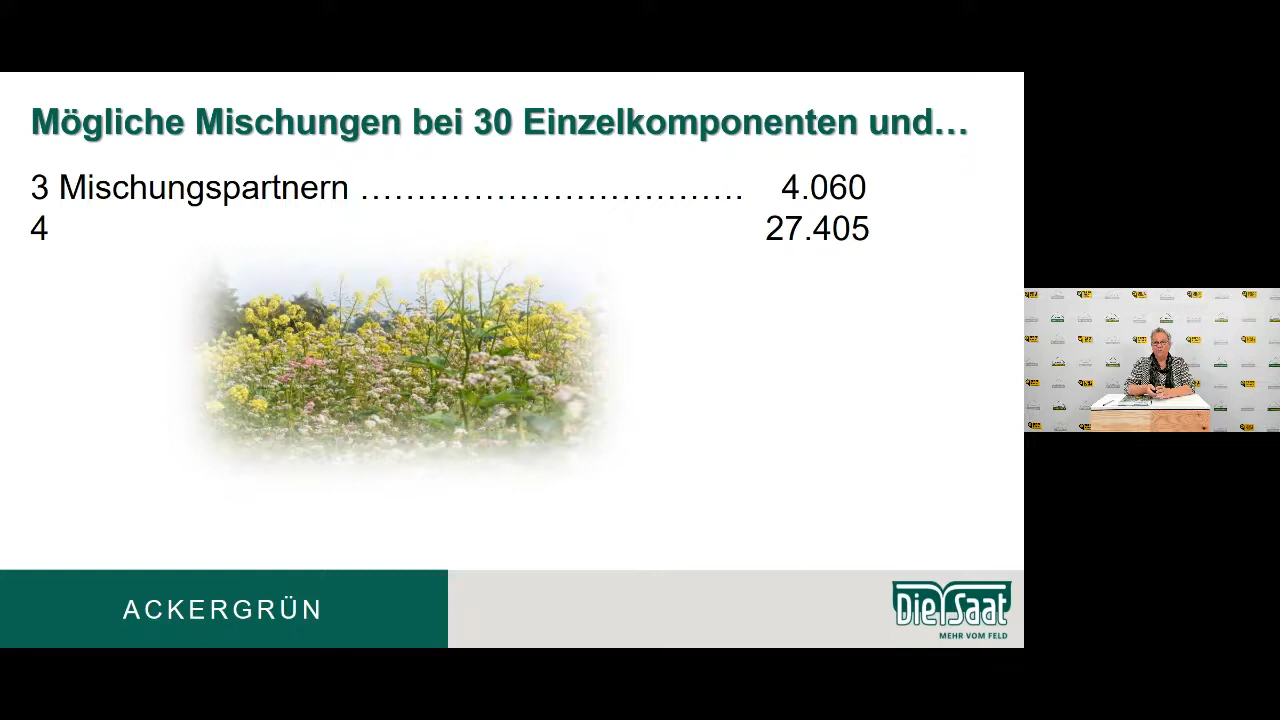 Mögliche Mischungen bei 30 Einzelkomponenten und…
3 Mischungspartnern ……………………………. 4.060
4 27.405
ACKERGRÜN
Die Saat
MEHR VOM FELD